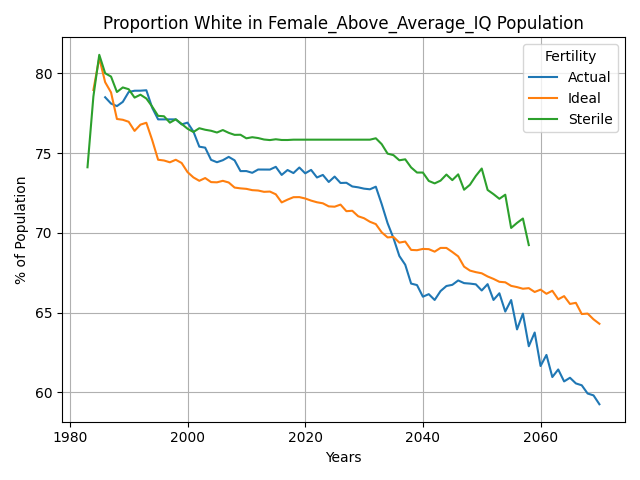 Proportion White in Female_Above_Average_IQ Population
% of Population
80
75
70
65
60
Fertility
Actual
Ideal
Sterile
1980 2000 2020 2040 2060
Years